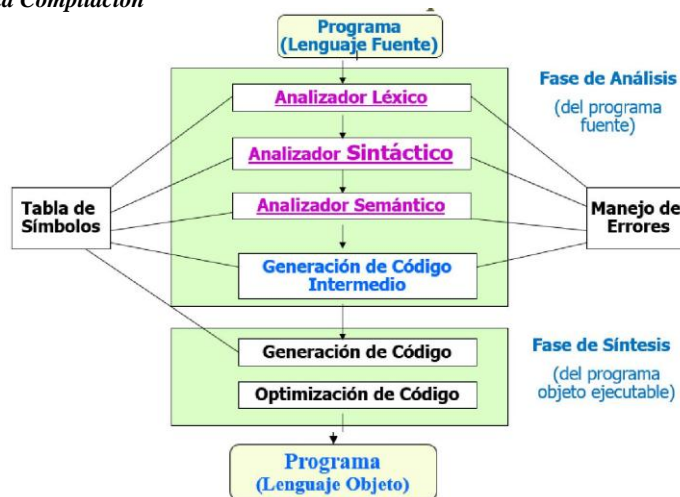 la Compilación
Programa
(Lenguaje Fuente)
Analizador Léxico
Fase de Análisis
(del programa
fuente)
Analizador Sintáctico
Analizador Semántico
Tabla de
Símbolos
Manejo de
Errores
Generación de Código
Intermedio
Generación de Código
Fase de Síntesis
(del programa
objeto ejecutable)
Optimización de Código
Programa
(Lenguaje Objeto)